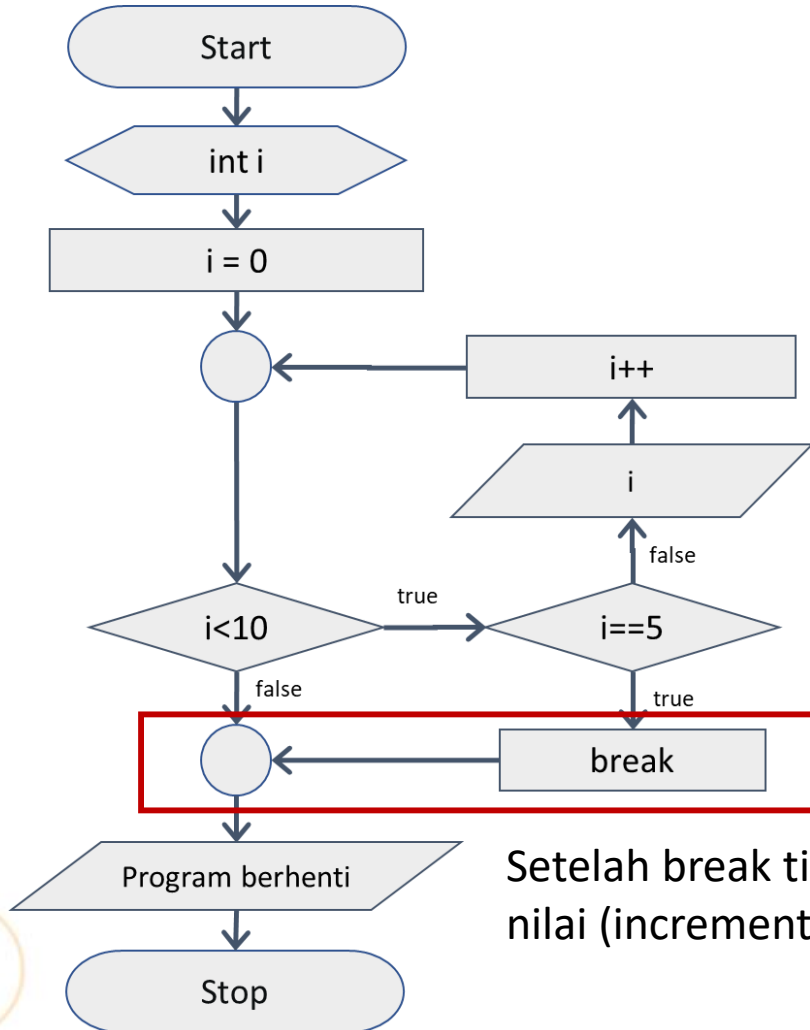 Start
int i
i = 0
i++
i
false
i<10
true
i==5
false
true
break
Program berhenti
Setelah break ti
nilai (increment
Stop